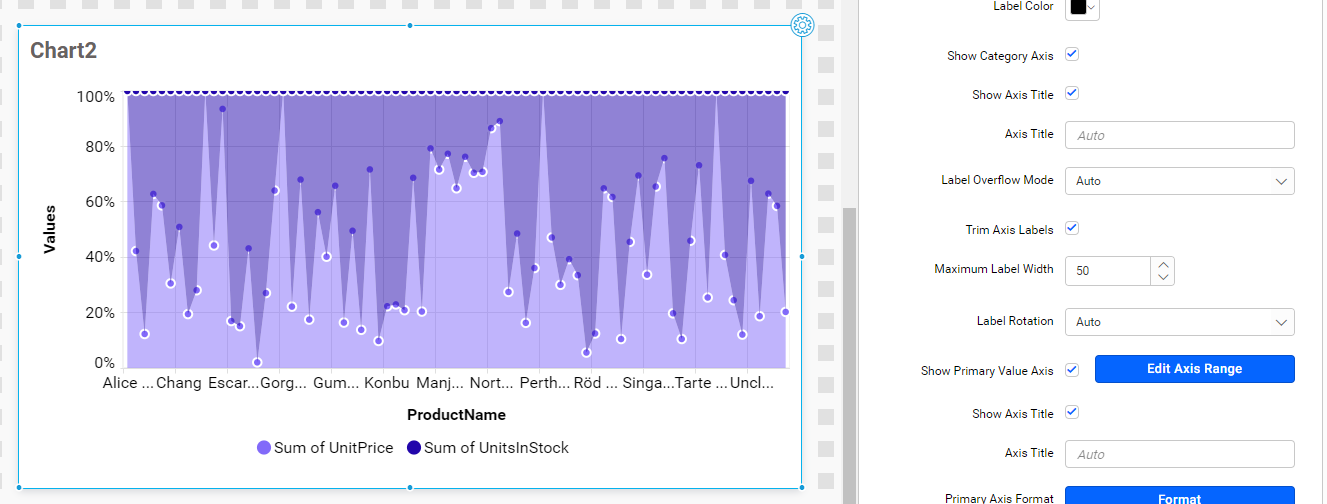 Chart2
100%
80%
60%
40%
20%
0%
Values
Alice ... Chang Escar... Gorg... Gum... Konbu Manj... Nort... Perth... Röd ... Singa... Tarte ... Uncl...
ProductName
Sum of UnitPrice Sum of UnitsInStock
Label Color
Show Category Axis
Show Axis Title
Axis Title Auto
Label Overflow Mode Auto
Trim Axis Labels
Maximum Label Width 50
Label Rotation Auto
Show Primary Value Axis Edit Axis Range
Show Axis Title
Axis Title Auto
Primary Axis Format Format